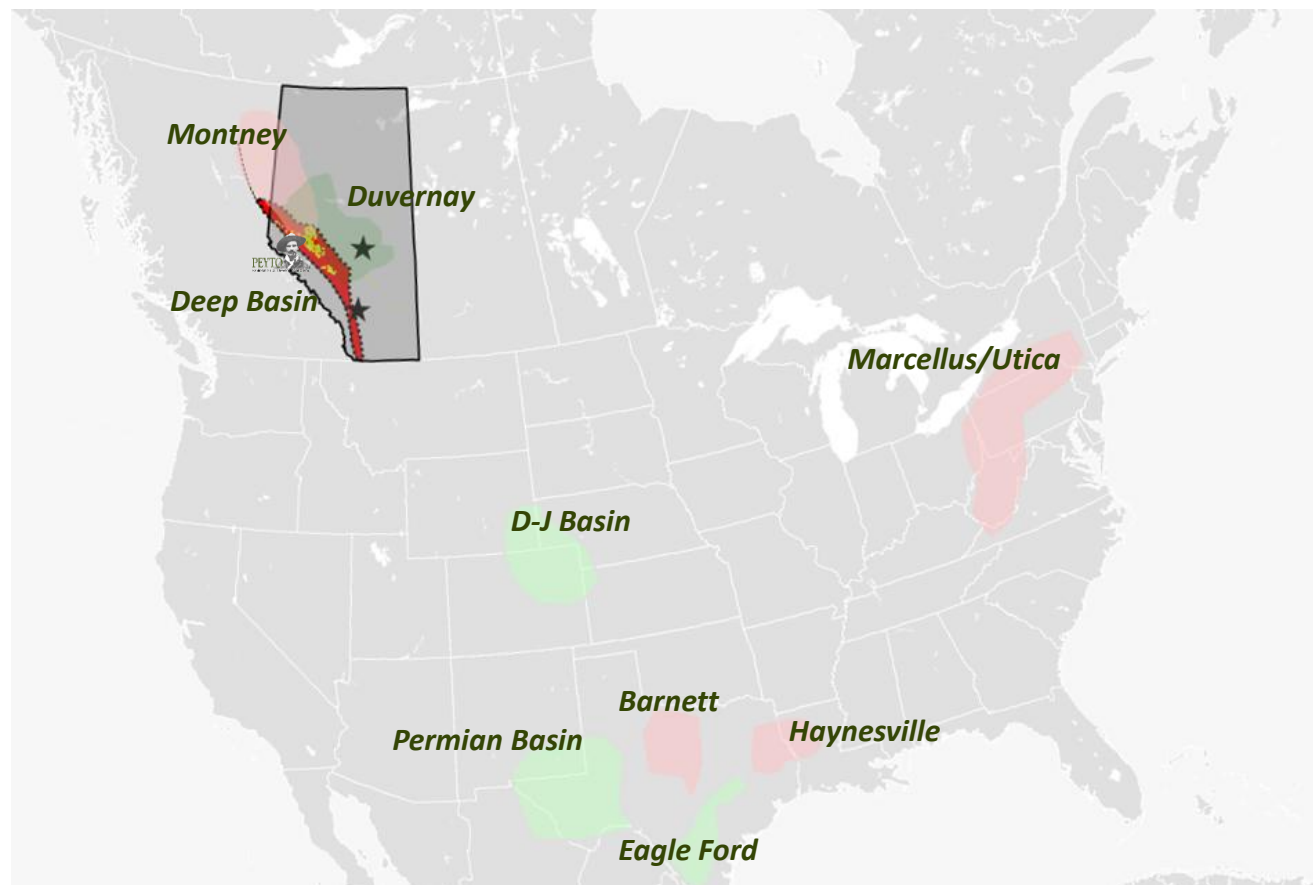 Montney
Duvernay
PEYTO
Deep Basin
Marcellus/Utica
D-J Basin
Barnett
Haynesville
Permian Basin
Eagle Ford